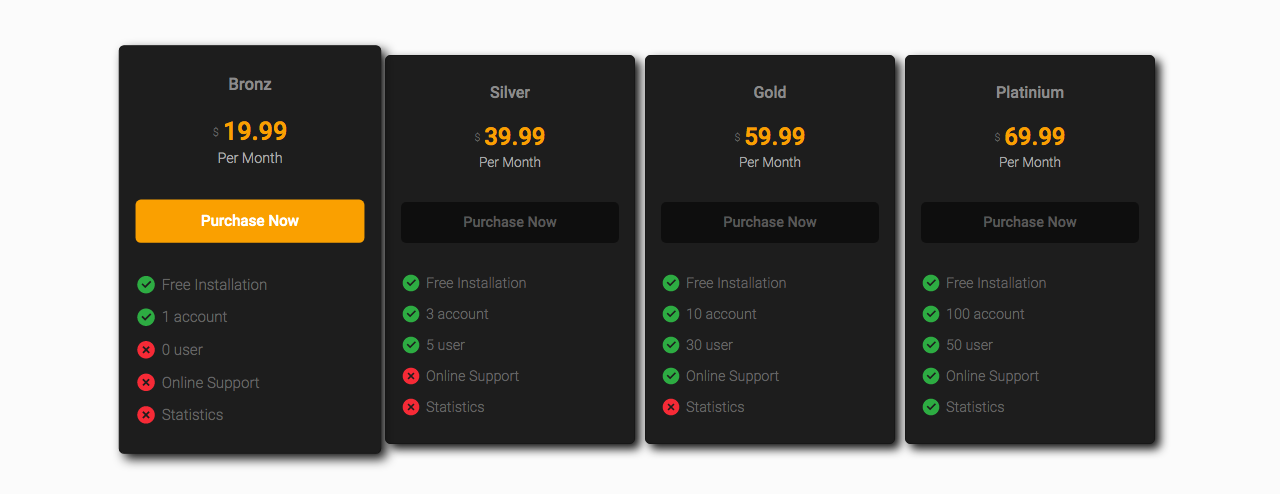 Bronz
$ 19.99
Per Month
Purchase Now
Free Installation
1 account
0 user
Online Support
Statistics
Silver
$ 39.99
Per Month
Purchase Now
Free Installation
3 account
5 user
Online Support
Statistics
Gold
$ 59.99
Per Month
Purchase Now
Free Installation
10 account
30 user
Online Support
Statistics
Platinium
$ 69.99
Per Month
Purchase Now
Free Installation
100 account
50 user
Online Support
Statistics